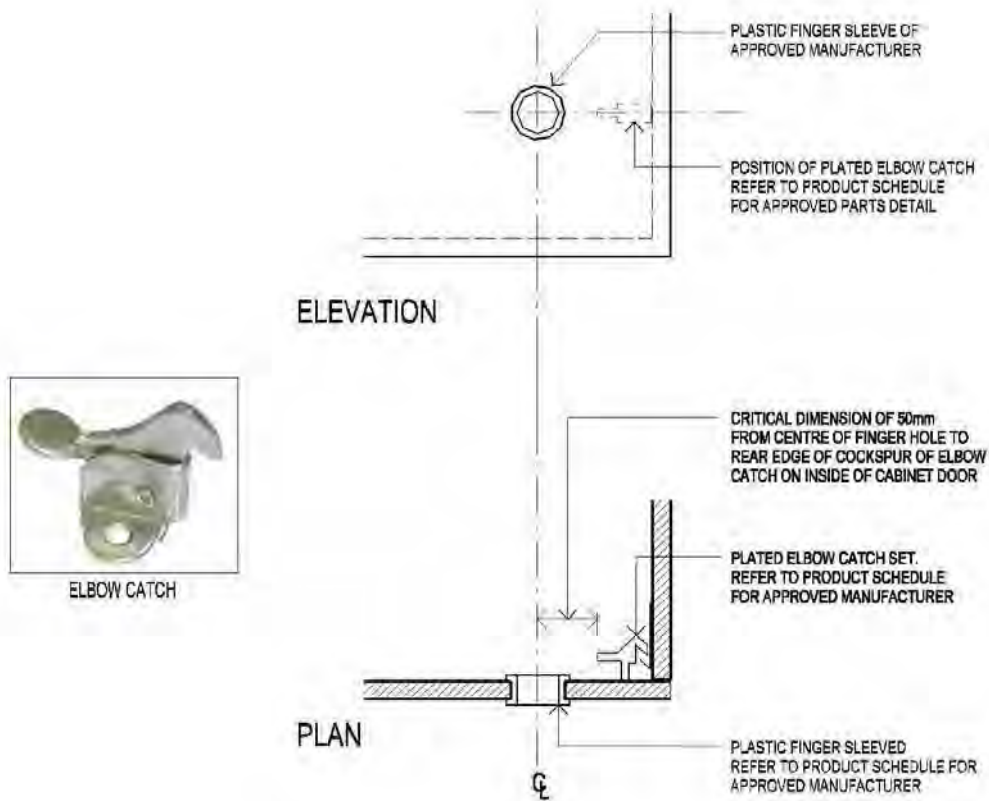 PLASTIC FINGER SLEEVE OF
APPROVED MANUFACTURER
POSITION OF PLATED ELBOW CATCH
REFER TO PRODUCT SCHEDULE
FOR APPROVED PARTS DETAIL
ELEVATION
CRITICAL DIMENSION OF 50mm
FROM CENTRE OF FINGER HOLE TO
REAR EDGE OF COCKSPUR OF ELBOW
CATCH ON INSIDE OF CABINET DOOR
ELBOW CATCH
PLATED ELBOW CATCH SET.
REFER TO PRODUCT SCHEDULE
FOR APPROVED MANUFACTURER
PLAN
PLASTIC FINGER SLEEVED
REFER TO PRODUCT SCHEDULE FOR
APPROVED MANUFACTURER
℄